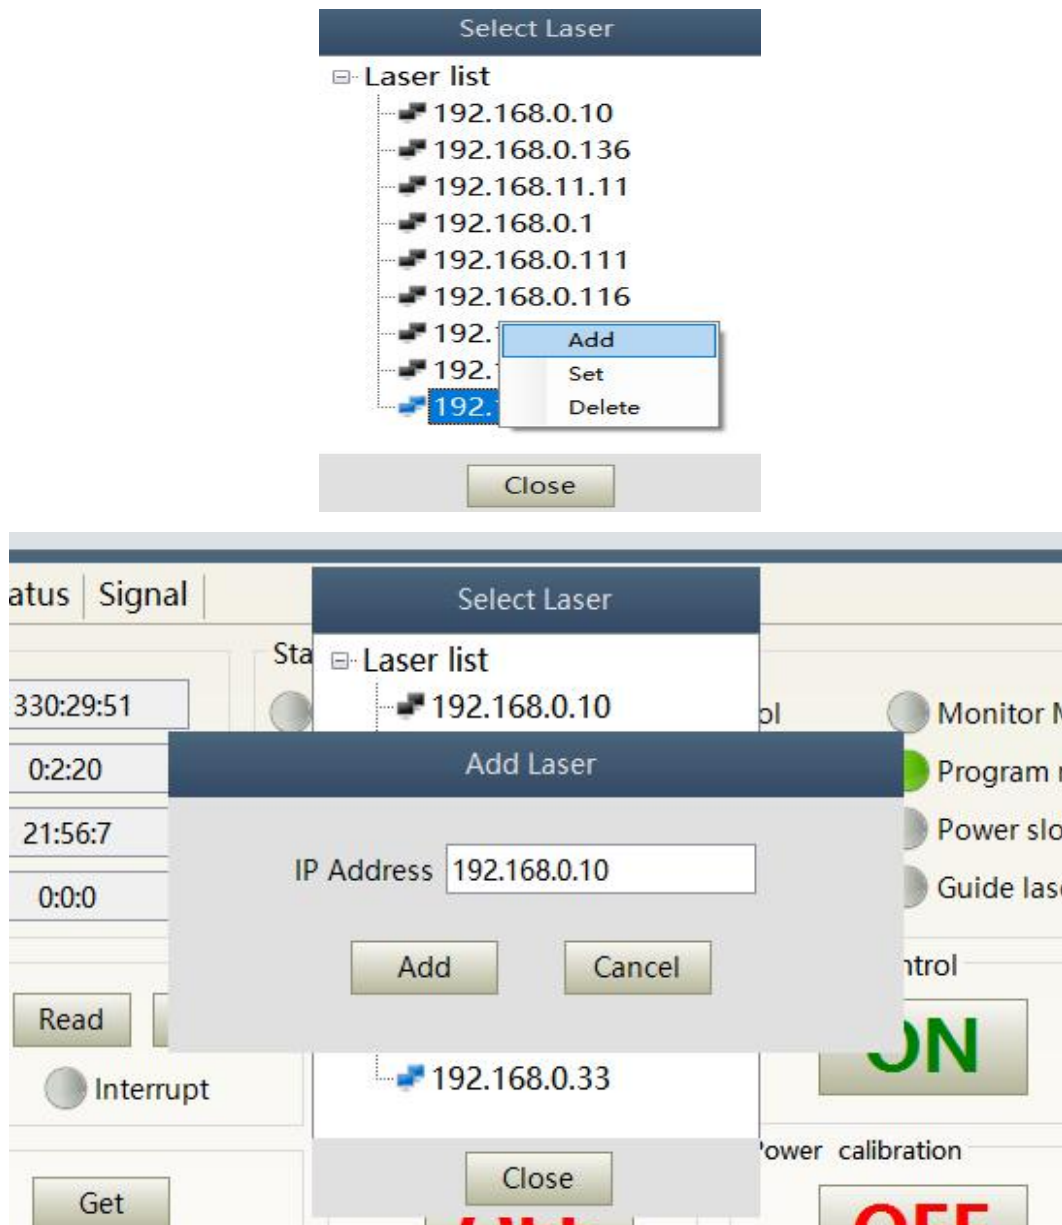 Select Laser
Laser list
192.168.0.10
192.168.0.136
192.168.11.11
192.168.0.1
192.168.0.111
192.168.0.116
192.
Add
192.
Set
192.
Delete
Close
atus Signal
Select Laser
Sta
Laser list
330:29:51
192.168.0.10
ol
Monitor M
0:2:20
Add Laser
Program
21:56:7
Power slo
IP Address 192.168.0.10
0:0:0
Guide las
Add
Cancel
ntrol
Read
ON
Interrupt
192.168.0.33
ower calibration
Close
Get
OFF